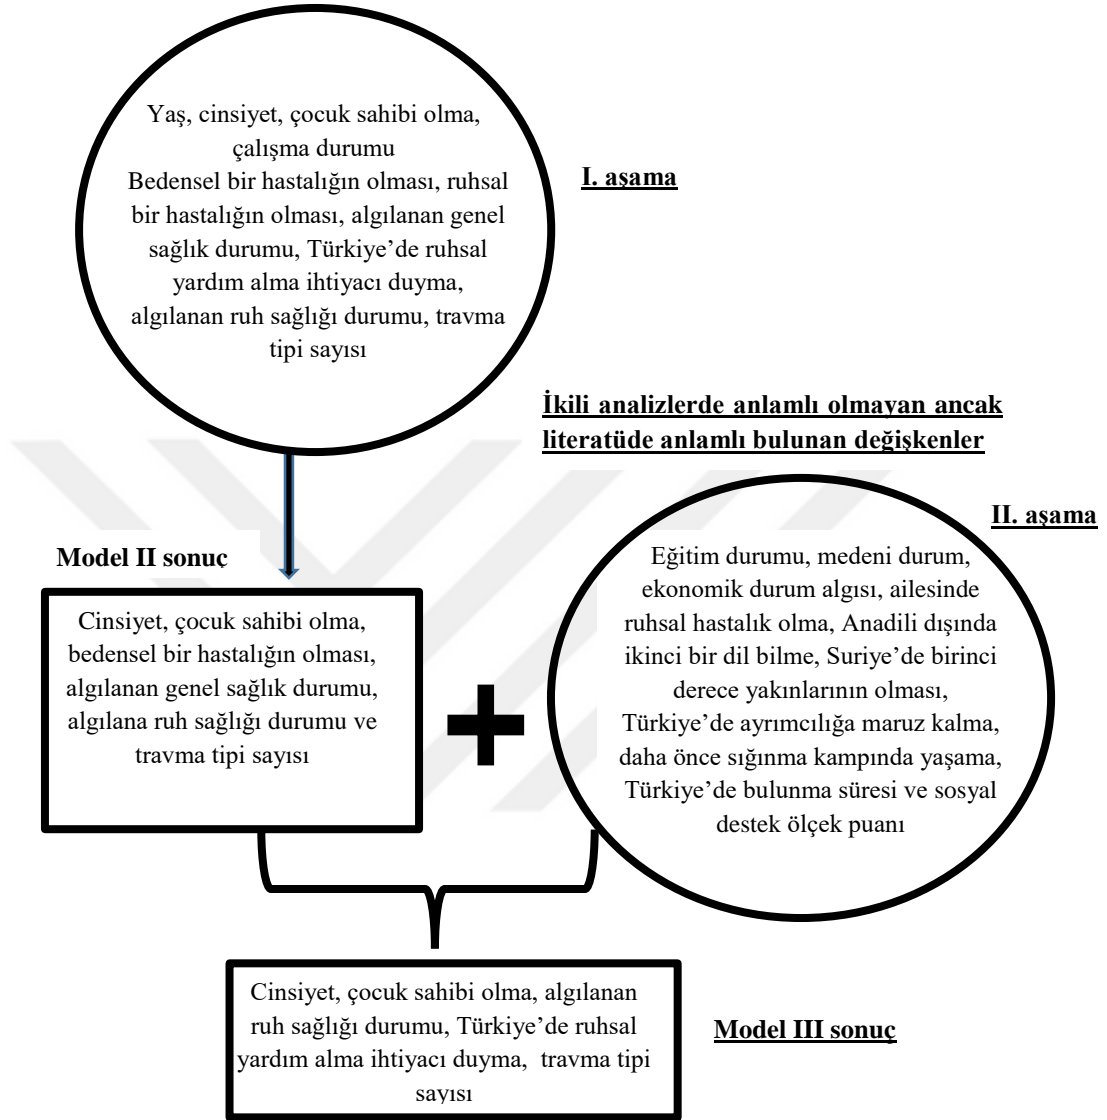 Yaş, cinsiyet, çocuk sahibi olma,
çalışma durumu
Bedensel bir hastalığın olması, ruhsal
bir hastalığın olması, algılanan genel
sağlık durumu, Türkiye’de ruhsal
yardım alma ihtiyacı duyma,
algılanan ruh sağlığı durumu, travma
tipi sayısı
I. aşama
İkili analizlerde anlamlı olmayan ancak
literatüde anlamlı bulunan değişkenler
II. aşama
Eğitim durumu, medeni durum,
ekonomik durum algısı, ailesinde
ruhsal hastalık olma, Anadili dışında
ikinci bir dil bilme, Suriye’de birinci
derece yakınlarının olması,
Türkiye’de ayrımcılığa maruz kalma,
daha önce sığınma kampında yaşama,
Türkiye’de bulunma süresi ve sosyal
destek ölçek puanı
Model II sonuç
Cinsiyet, çocuk sahibi olma,
bedensel bir hastalığın olması,
algılanan genel sağlık durumu,
algılana ruh sağlığı durumu ve
travma tipi sayısı
+
Cinsiyet, çocuk sahibi olma, algılanan
ruh sağlığı durumu, Türkiye’de ruhsal
yardım alma ihtiyacı duyma, travma tipi
sayısı
Model III sonuç